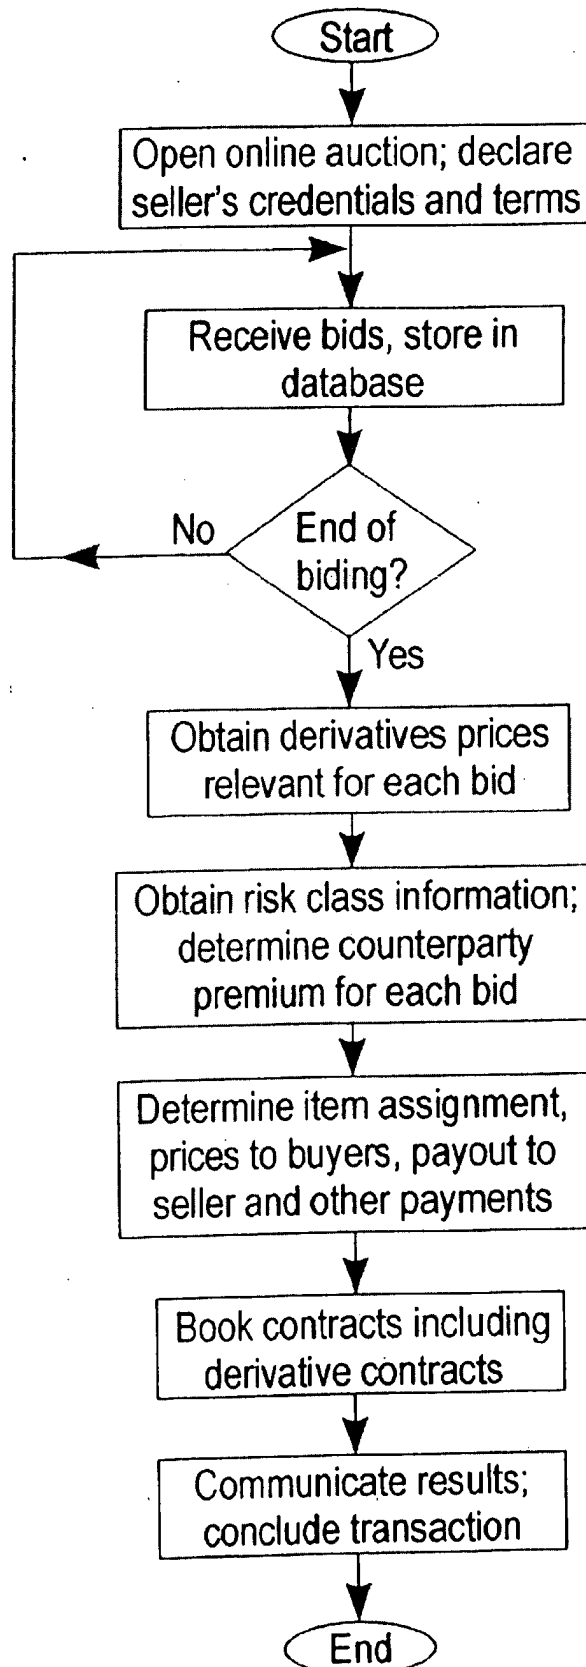 Start
Open online auction; declare
seller's credentials and terms
Receive bids, store in
database
No
End of
biding?
Yes
Obtain derivatives prices
relevant for each bid
Obtain risk class information;
determine counterparty
premium for each bid
Determine item assignment,
prices to buyers, payout to
seller and other payments
Book contracts including
derivative contracts
Communicate results;
conclude transaction
End